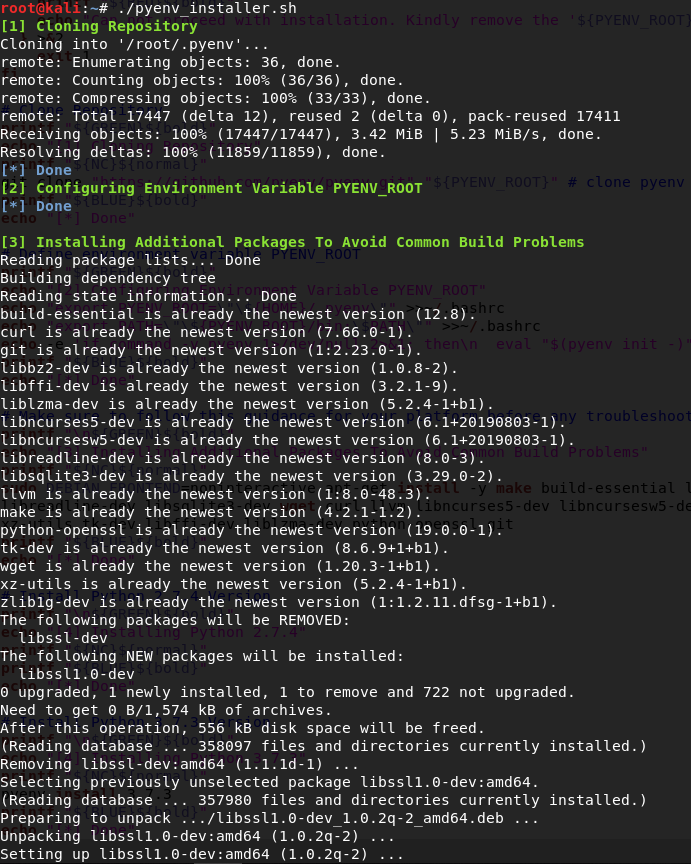 root@kali:~# ./pyenv_installer.sh
[1] Cloning Repository
Cloning into '/root/.pyenv'...
remote: Enumerating objects: 36, done.
remote: Counting objects: 100% (36/36), done.
remote: Compressing objects: 100% (33/33), done.
remote: Total 17447 (delta 12), reused 2 (delta 0), pack-reused 17411
Receiving objects: 100% (17447/17447), 3.42 MiB | 5.23 MiB/s, done.
Resolving deltas: 100% (11859/11859), done.
[*] Done
[2] Configuring Environment Variable PYENV_ROOT
[*] Done
[3] Installing Additional Packages To Avoid Common Build Problems
Reading package lists... Done
Building dependency tree
Reading state information... Done
build-essential is already the newest version (12.8).
curl is already the newest version (7.66.0-1).
git is already the newest version (1:2.23.0-1).
libbz2-dev is already the newest version (1.0.8-2).
libffi-dev is already the newest version (3.2.1-9).
liblzma-dev is already the newest version (5.2.4-1+b1).
libncurses5-dev is already the newest version (6.1+20190803-1).
libncursesw5-dev is already the newest version (6.1+20190803-1).
libreadline-dev is already the newest version (8.0-3).
libsqlite3-dev is already the newest version (3.29.0-2).
llvm is already the newest version (1:8.0-48.3).
make is already the newest version (4.2.1-1.2).
python-openssl is already the newest version (19.0.0-1).
tk-dev is already the newest version (8.6.9+1+b1).
wget is already the newest version (1.20.3-1+b1).
xz-utils is already the newest version (5.2.4-1+b1).
zlib1g-dev is already the newest version (1:1.2.11.dfsg-1+b1).
The following packages will be REMOVED:
  libssl-dev
The following NEW packages will be installed:
  libssl1.0-dev
0 upgraded, 1 newly installed, 1 to remove and 722 not upgraded.
Need to get 0 B/1,574 kB of archives.
After this operation, 1,855 kB disk space will be freed.
(Reading database ... 358097 files and directories currently installed.)
Removing libssl-dev:amd64 (1.1.1d-1) ...
Selecting previously unselected package libssl1.0-dev:amd64.
(Reading database ... 357980 files and directories currently installed.)
Preparing to unpack .../libssl1.0-dev_1.0.2q-2_amd64.deb ...
Unpacking libssl1.0-dev:amd64 (1.0.2q-2) ...
Setting up libssl1.0-dev:amd64 (1.0.2q-2) ...